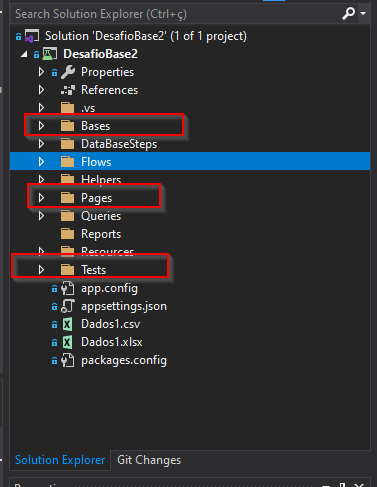 Search Solution Explorer (Ctrl+ç)
Solution 'DesafioBase2' (1 of 1 project)
DesafioBase2
Properties
References
.vs
Bases
DataBaseSteps
Flows
Helpers
Pages
Queries
Reports
Resources
Tests
app.config
appsettings.json
Dados1.csv
Dados1.xlsx
packages.config
Solution Explorer Git Changes